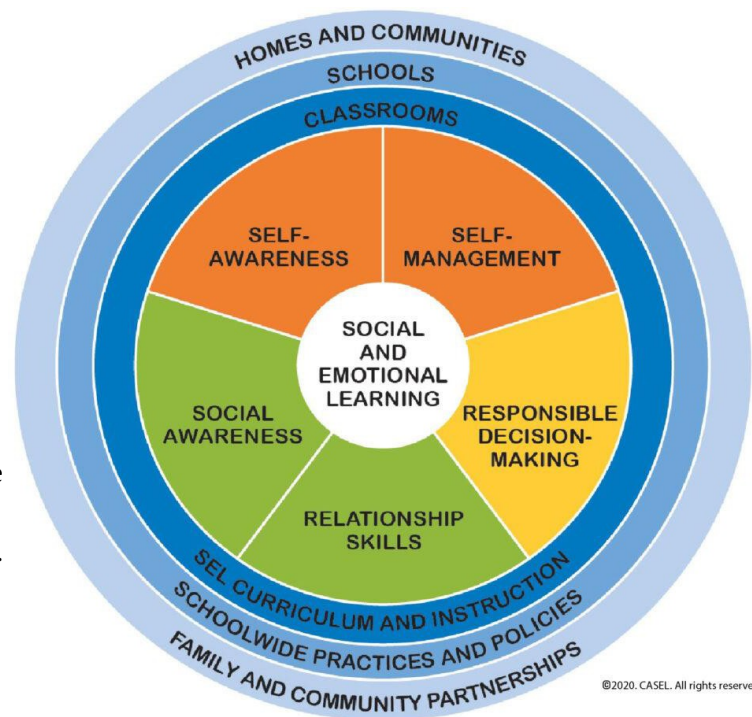 HOMES AND COMMUNITIES
SCHOOLS
CLASSROOMS
SELF-
AWARENESS
SELF-
MANAGEMENT
SOCIAL
AND
EMOTIONAL
LEARNING
SOCIAL
AWARENESS
RESPONSIBLE
DECISION-
MAKING
RELATIONSHIP
SKILLS
SEL CURRICULUM AND INSTRUCTION
SCHOOLWIDE PRACTICES AND POLICIES
FAMILY AND COMMUNITY PARTNERSHIPS
©2020. CASEL. All rights reserve